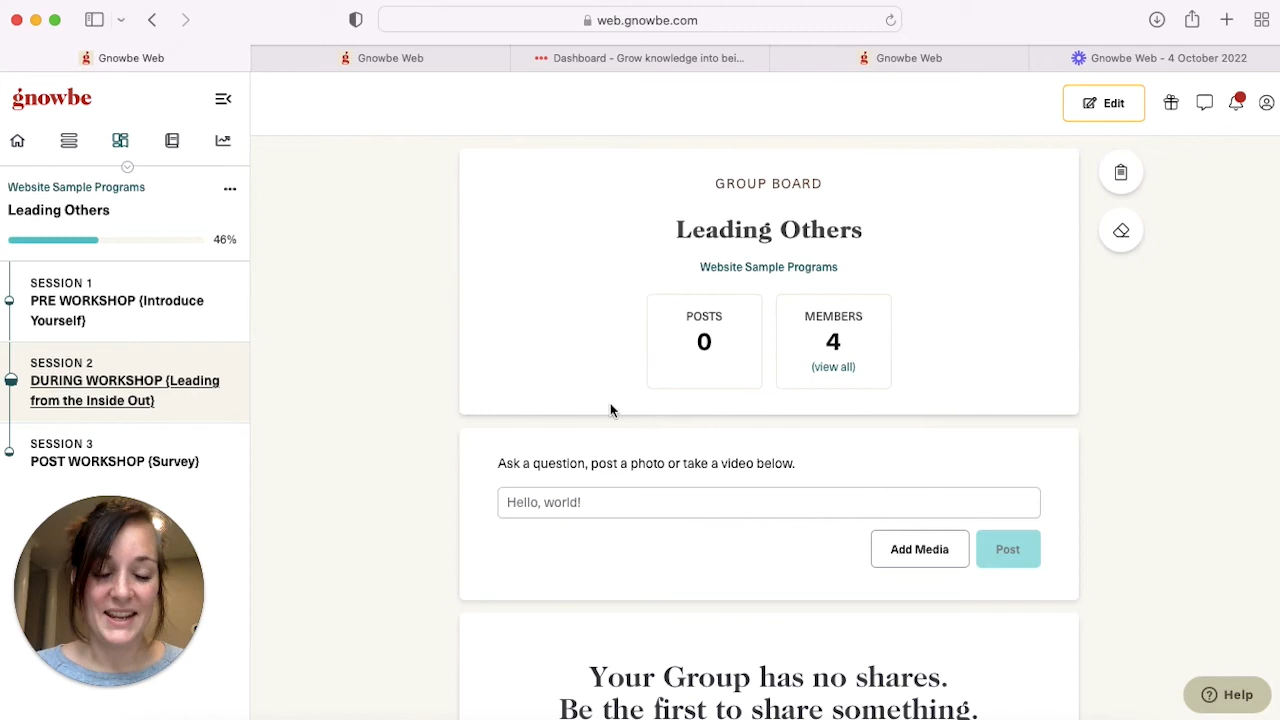 web.gnowbe.com
Gnowbe Web
Gnowbe Web
Dashboard - Grow knowledge into bei...
Gnowbe Web
Gnowbe Web - 4 October 2022
gnowbe
Edit
Website Sample Programs
Leading Others
46%
SESSION 1
PRE WORKSHOP {Introduce
Yourself}
SESSION 2
DURING WORKSHOP {Leading
from the Inside Out}
SESSION 3
POST WORKSHOP {Survey}
GROUP BOARD
Leading Others
Website Sample Programs
POSTS
0
MEMBERS
4
(view all)
Ask a question, post a photo or take a video below.
Hello, world!
Add Media
Post
Your Group has no shares.
Be the first to share something.
Help